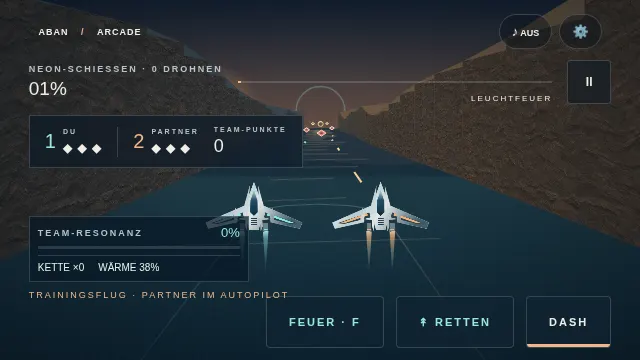 ABAN / ARCADE
♪ AUS
NEON-SCHIESSEN · 0 DROHNEN
01%
LEUCHTFEUER
II
1 DU ◆ ◆ ◆
2 PARTNER ◆ ◆ ◆
TEAM-PUNKTE
0
TEAM-RESONANZ 0%
KETTE ×0 WÄRME 38%
TRAININGSFLUG · PARTNER IM AUTOPILOT
FEUER · F
↟ RETTEN
DASH